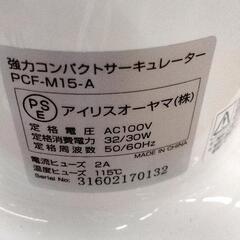 強力コンパクトサーキュレーター
PCF-M15-A
PSE アイリスオーヤマ(株)
定格電圧 AC100V
定格消費電力 32/30W
定格周波数 50/60Hz
MADE IN CHINA
電流ヒューズ 2A
温度ヒューズ 115℃
Serial No: 31602170132